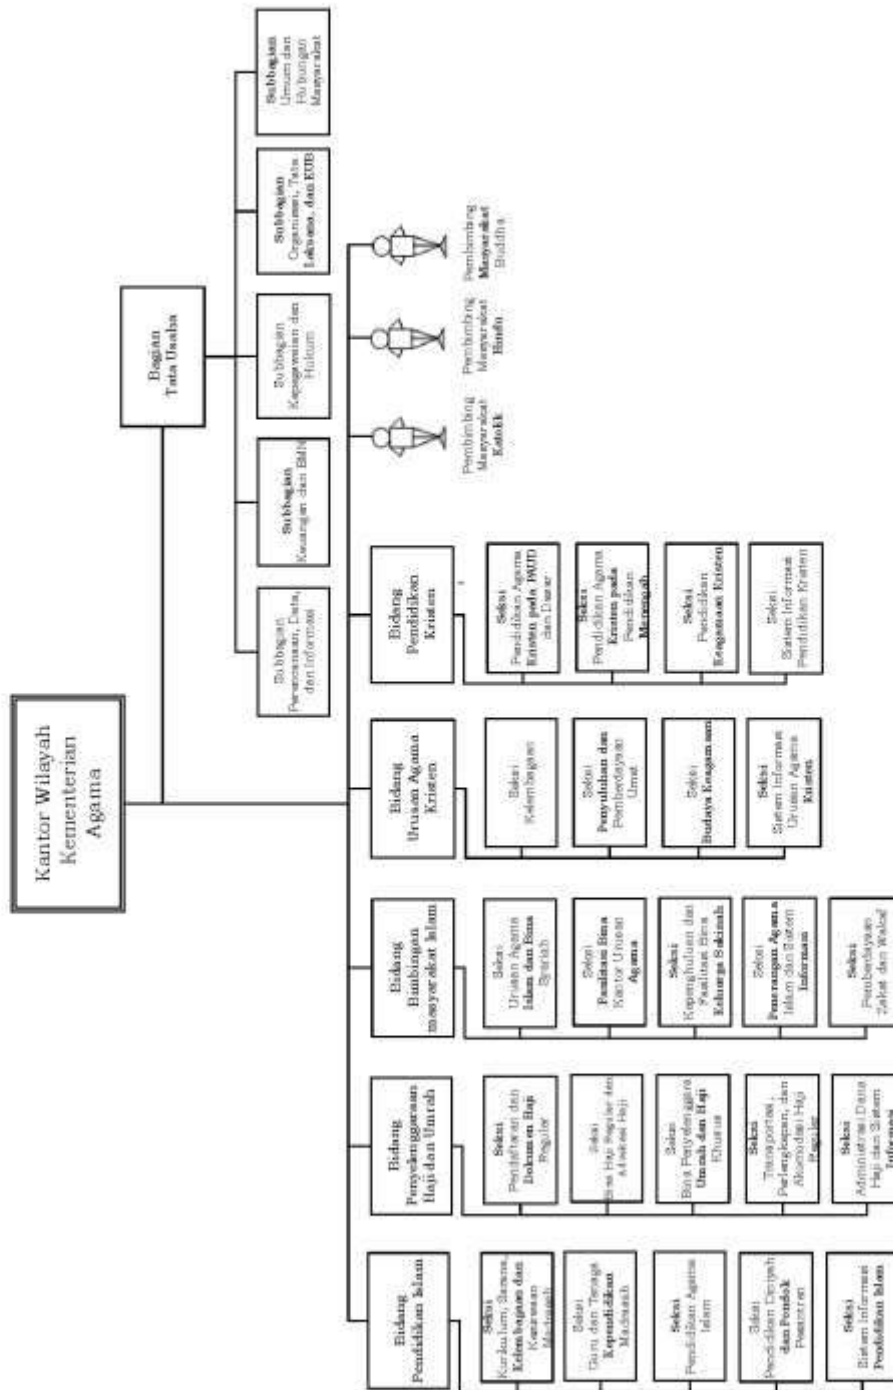 Kantor Wilayah
Kementerian
Agama
Bagian
Tata Usaha
Subbagian
Perencanaan, Data,
dan Informasi
Subbagian
Keuangan dan BMN
Subbagian
Kepegawaian dan
Hukum
Subbagian
Organisasi, Tata
Laksana, dan KUB
Subbagian
Umum dan
Hubungan
Masyarakat
Bidang
Pendidikan Islam
Seksi
Kurikulum, Sarana,
Kelembagaan dan
Kesiswaan
Madrasah
Seksi
Guru dan Tenaga
Kependidikan
Madrasah
Seksi
Pendidikan Agama
Islam
Seksi
Pendidikan Diniyah
dan Pondok
Pesantren
Seksi
Sistem Informasi
Pendidikan Islam
Bidang
Penyelenggaraan
Haji dan Umrah
Seksi
Pendaftaran dan
Dokumen Haji
Reguler
Seksi
Bina Haji Reguler dan
Advokasi Haji
Seksi
Bina Penyelenggara
Umrah dan Haji
Khusus
Seksi
Transportasi,
Perlengkapan, dan
Akomodasi Haji
Reguler
Seksi
Administrasi Dana
Haji dan Sistem
Informasi
Bidang
Bimbingan
masyarakat Islam
Seksi
Urusan Agama
Islam dan Bina
Syariah
Seksi
Fasilitasi Bina
Kantor Urusan
Agama
Seksi
Kepenghuluan dan
Fasilitasi Bina
Keluarga Sakinah
Seksi
Penerangan Agama
Islam dan Sistem
Informasi
Seksi
Pemberdayaan
Zakat dan Wakaf
Bidang
Urusan Agama
Kristen
Seksi
Kelembagaan
Seksi
Penyuluhan dan
Pemberdayaan
Umat
Seksi
Budaya Keagamaan
Seksi
Sistem Informasi
Urusan Agama
Kristen
Bidang
Pendidikan
Kristen
Seksi
Pendidikan Agama
Kristen pada PAUD
dan Dasar
Seksi
Pendidikan Agama
Kristen pada
Pendidikan
Menengah
Seksi
Pendidikan
Keagamaan Kristen
Seksi
Sistem Informasi
Pendidikan Kristen
Pembimbing
Masyarakat
Katolik
Pembimbing
Masyarakat
Hindu
Pembimbing
Masyarakat
Buddha